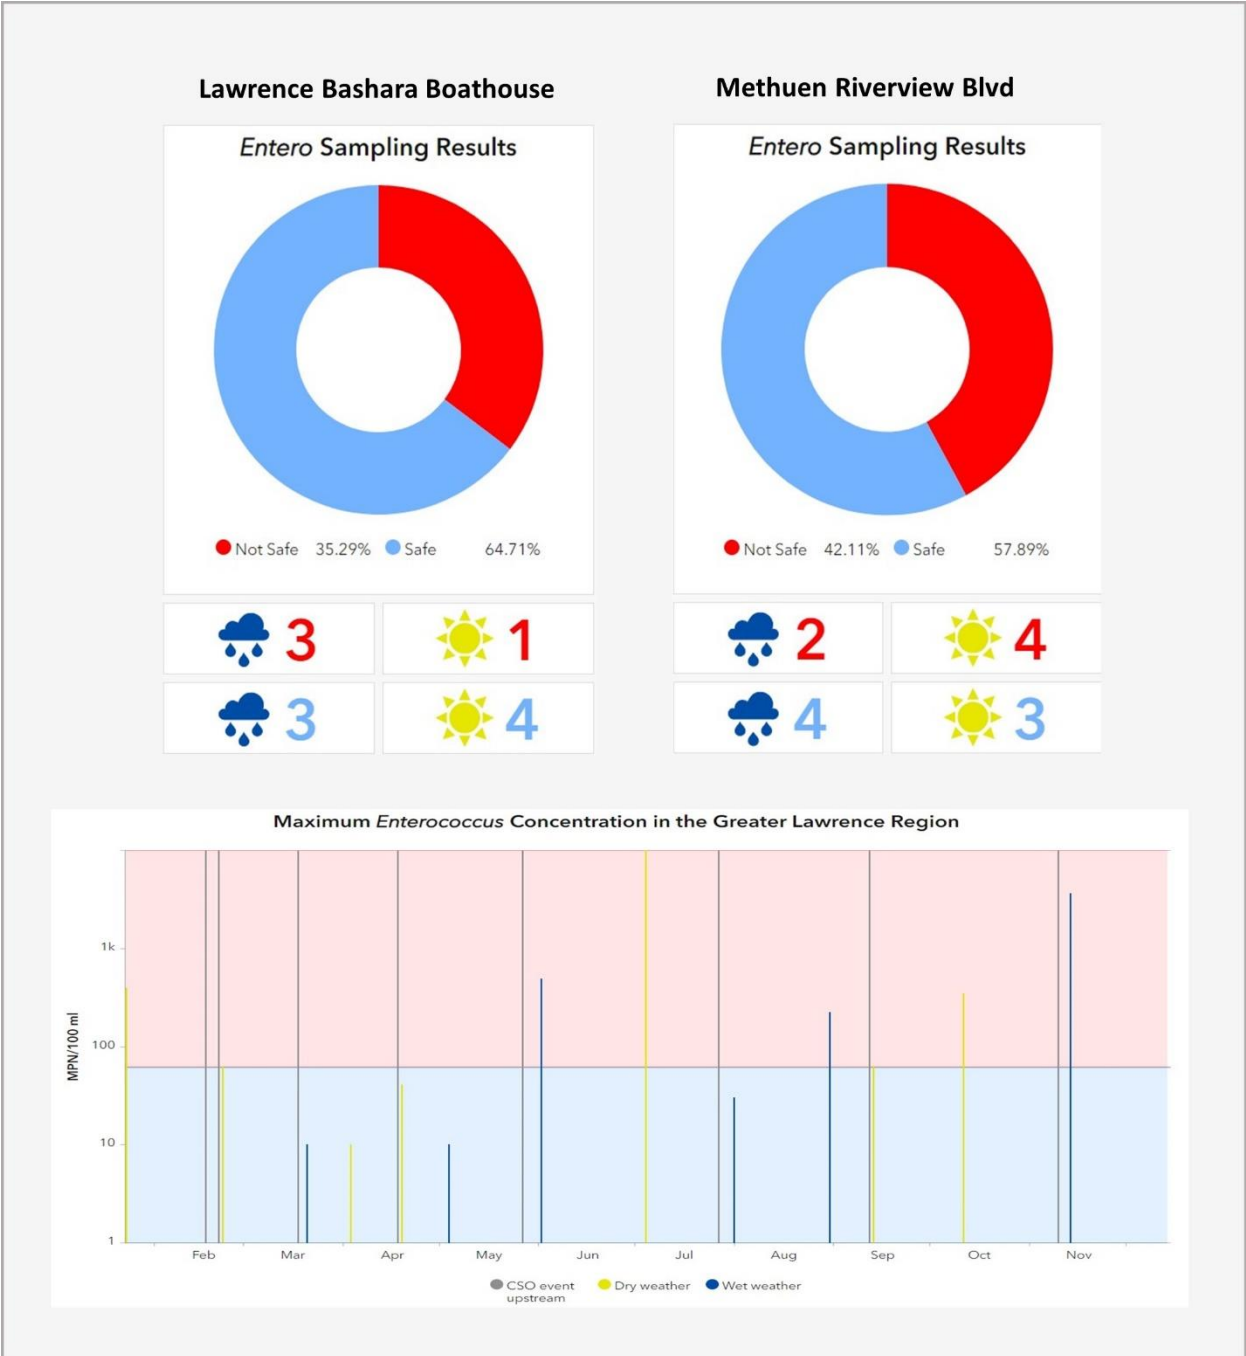 Lawrence Bashara Boathouse
Methuen Riverview Blvd
Entero Sampling Results
Entero Sampling Results
Not Safe 35.29% Safe 64.71%
Not Safe 42.11% Safe 57.89%
3 1
2 4
3 4
4 3
Maximum Enterococcus Concentration in the Greater Lawrence Region
MPN/100 ml
1k
100
10
1
Feb Mar Apr May Jun Jul Aug Sep Oct Nov
CSO event upstream
Dry weather
Wet weather